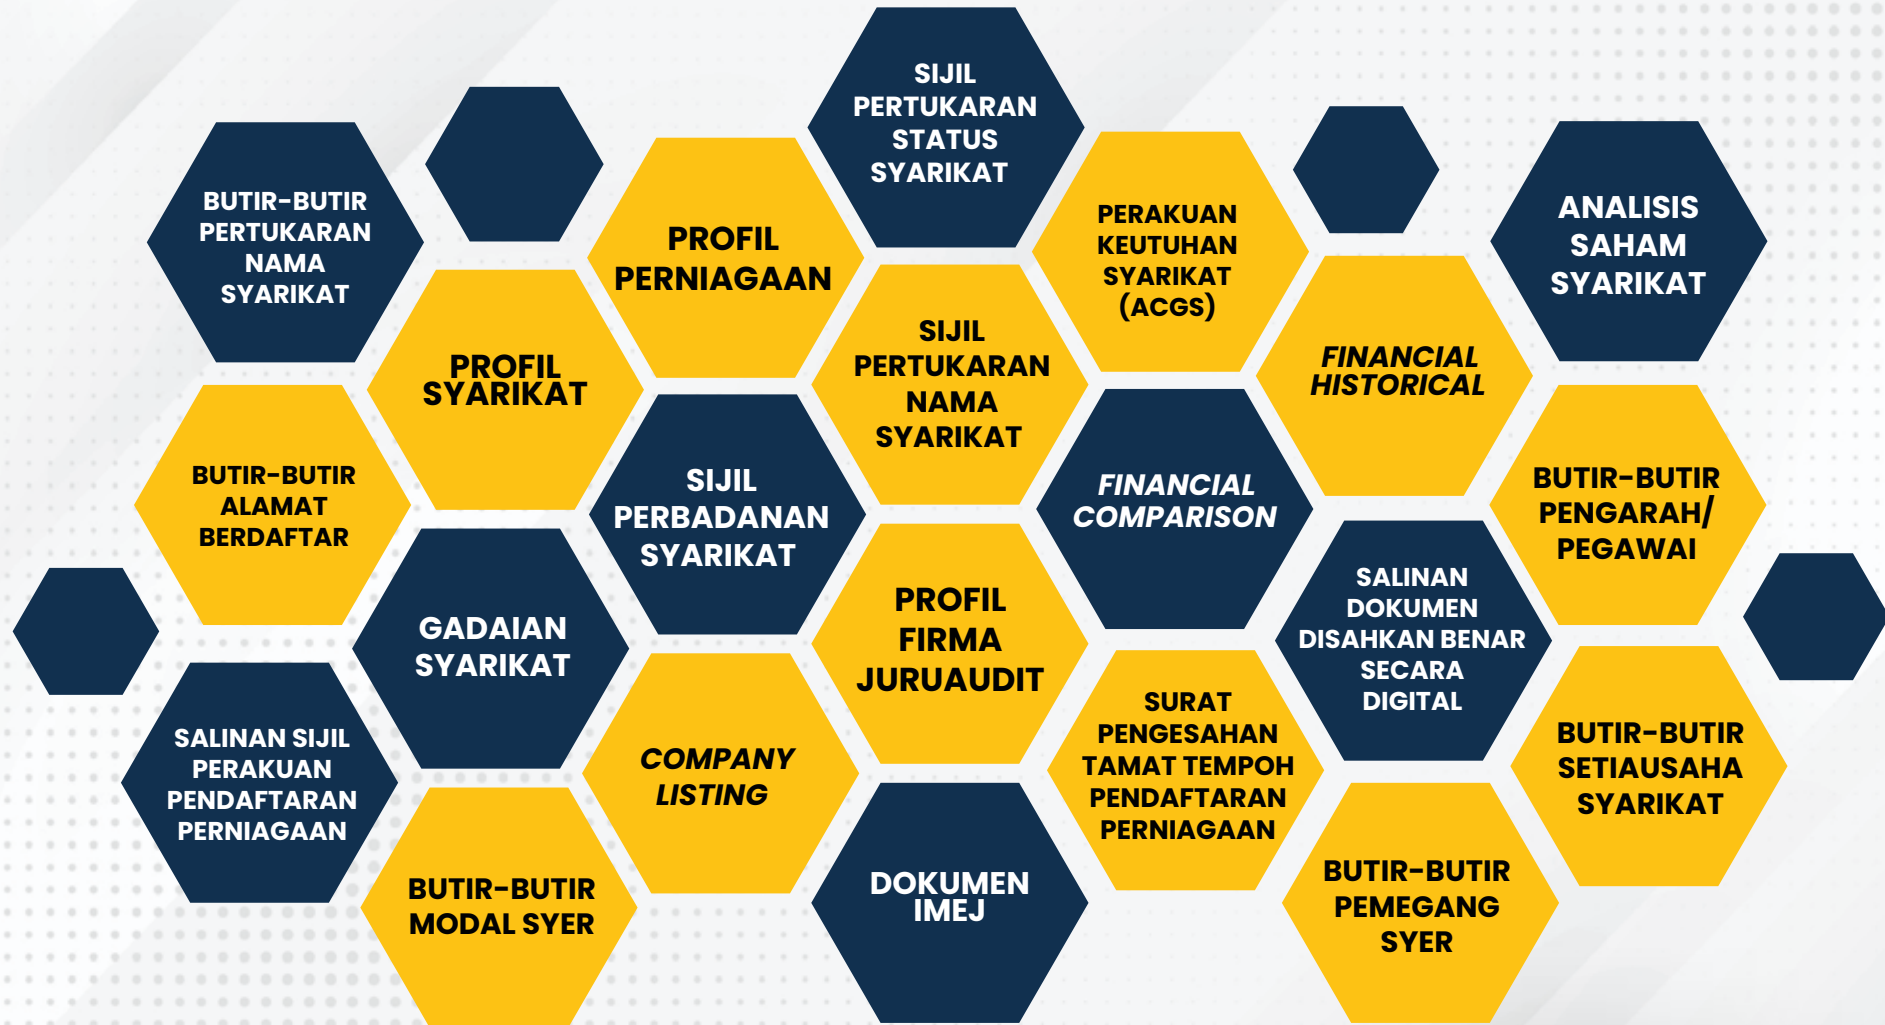 SIJIL
PERTUKARAN
STATUS
SYARIKAT
BUTIR-BUTIR
PERTUKARAN
NAMA
SYARIKAT
PROFIL
PERNIAGAAN
PERAKUAN
KEUTUHAN
SYARIKAT
(ACGS)
ANALISIS
SAHAM
SYARIKAT
PROFIL
SYARIKAT
SIJIL
PERTUKARAN
NAMA
SYARIKAT
FINANCIAL
HISTORICAL
BUTIR-BUTIR
ALAMAT
BERDAFTAR
SIJIL
PERBADANAN
SYARIKAT
FINANCIAL
COMPARISON
BUTIR-BUTIR
PENGARAH/
PEGAWAI
GADAIAN
SYARIKAT
PROFIL
FIRMA
JURUAUDIT
SALINAN
DOKUMEN
DISAHKAN BENAR
SECARA
DIGITAL
SALINAN SIJIL
PERAKUAN
PENDAFTARAN
PERNIAGAAN
COMPANY
LISTING
SURAT
PENGESAHAN
TAMAT TEMPOH
PENDAFTARAN
PERNIAGAAN
BUTIR-BUTIR
SETIAUSAHA
SYARIKAT
BUTIR-BUTIR
MODAL SYER
DOKUMEN
IMEJ
BUTIR-BUTIR
PEMEGANG
SYER